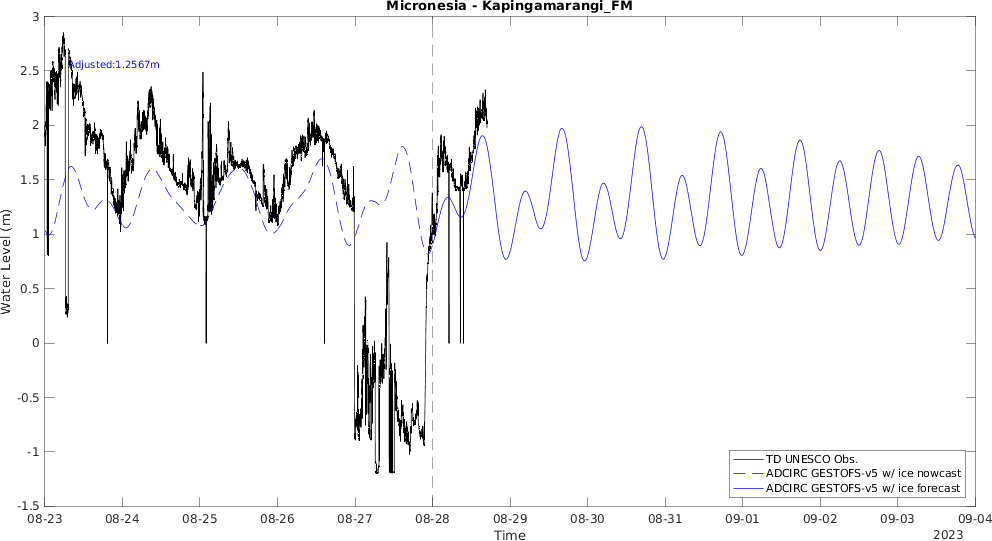 Micronesia - Kapingamarangi_FM
3
2.5
2
1.5
1
0.5
0
-0.5
-1
-1.5
Water Level (m)
Adjusted:1.2567m
TD UNESCO Obs.
ADCIRC GESTOFS-v5 w/ ice nowcast
ADCIRC GESTOFS-v5 w/ ice forecast
08-23 08-24 08-25 08-26 08-27 08-28 08-29 08-30 08-31 09-01 09-02 09-03 09-04
Time
2023